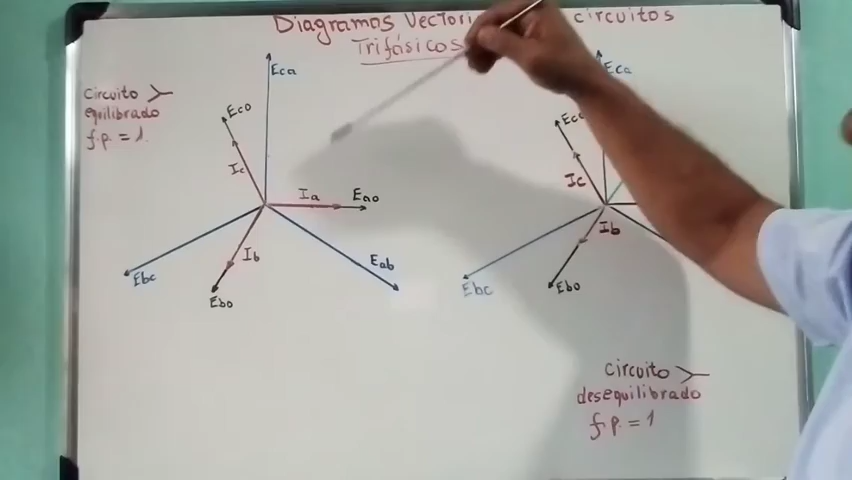 Diagramas Vectori circuitos
Trifásicos
Eca
Circuito
equilibrado
f.p. = 1
Eco
Ic
Ia
Eao
Ib
Eab
Ebc
Ebo
Eca
Ic
Ib
Ebc
Ebo
circuito
desequilibrado
f.p. = 1